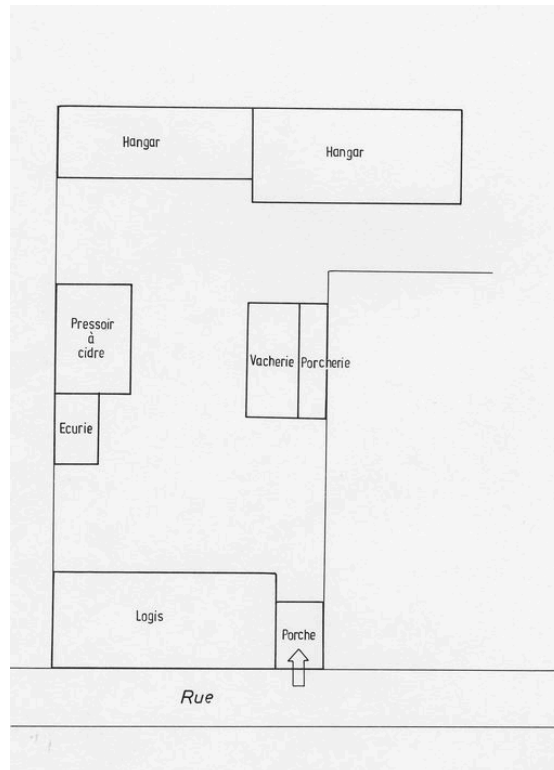 Hangar
Hangar
Pressoir
à
cidre
Vacherie
Porcherie
Ecurie
Logis
Porche
Rue